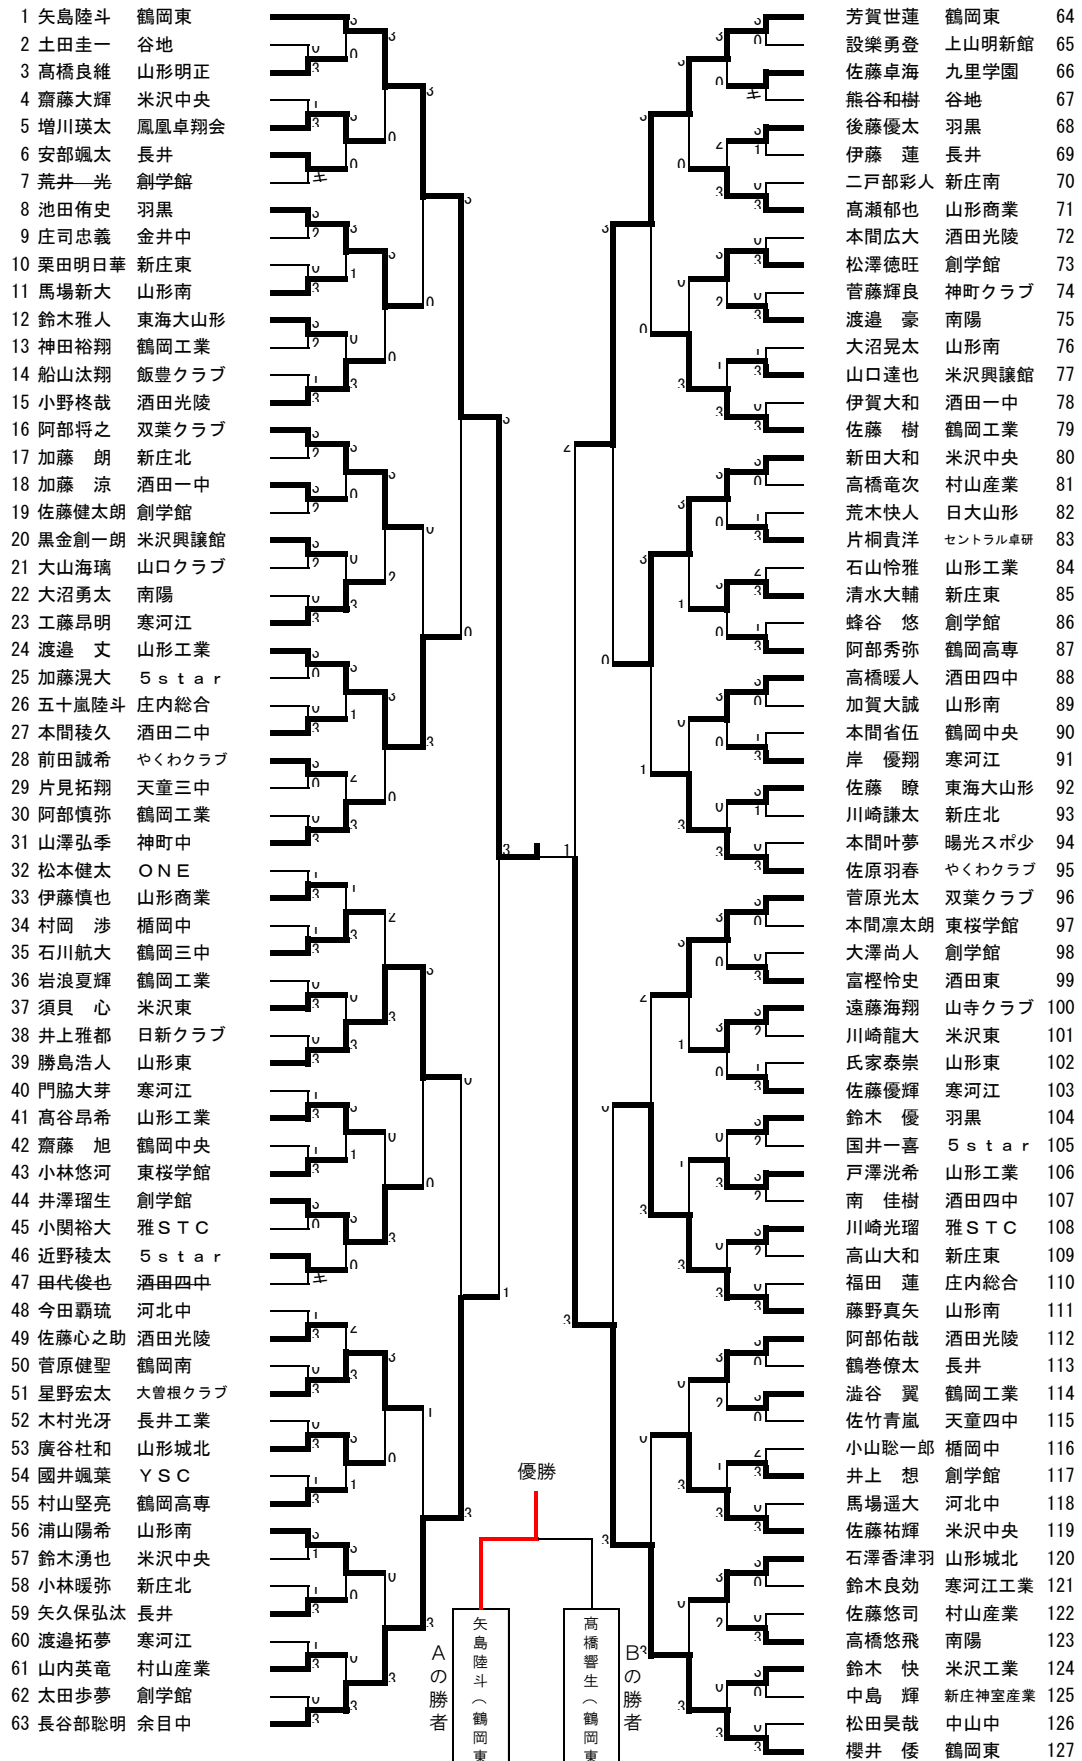 1 矢島陸斗 鶴岡東
2 土田圭一 谷地
3 髙橋良維 山形明正
4 齋藤大輝 米沢中央
5 増川瑛太 鳳凰卓翔会
6 安部颯太 長井
7 荒井 光 創学館
8 池田侑史 羽黒
9 庄司忠義 金井中
10 栗田明日華 新庄東
11 馬場新大 山形南
12 鈴木雅人 東海大山形
13 神田裕翔 鶴岡工業
14 船山汰翔 飯豊クラブ
15 小野柊哉 酒田光陵
16 阿部将之 双葉クラブ
17 加藤 朗 新庄北
18 加藤 涼 酒田一中
19 佐藤健太朗 創学館
20 黒金創一朗 米沢興譲館
21 大山海璃 山口クラブ
22 大沼勇太 南陽
23 工藤昂明 寒河江
24 渡邉 丈 山形工業
25 加藤滉大 5star
26 五十嵐陸斗 庄内総合
27 本間稜久 酒田二中
28 前田誠希 やくわクラブ
29 片見拓翔 天童三中
30 阿部慎弥 鶴岡工業
31 山澤弘季 神町中
32 松本健太 ONE
33 伊藤慎也 山形商業
34 村岡 渉 楯岡中
35 石川航大 鶴岡三中
36 岩浪夏輝 鶴岡工業
37 須貝 心 米沢東
38 井上雅都 日新クラブ
39 勝島浩人 山形東
40 門脇大芽 寒河江
41 髙谷昂希 山形工業
42 齋藤 旭 鶴岡中央
43 小林悠河 東桜学館
44 井澤瑠生 創学館
45 小関裕大 雅STC
46 近野稜太 5star
47 田代俊也 酒田四中
48 今田覇琉 河北中
49 佐藤心之助 酒田光陵
50 菅原健聖 鶴岡南
51 星野宏太 大曽根クラブ
52 木村光冴 長井工業
53 廣谷杜和 山形城北
54 國井颯葉 YSC
55 村山堅亮 鶴岡高専
56 浦山陽希 山形南
57 鈴木湧也 米沢中央
58 小林暖弥 新庄北
59 矢久保弘汰 長井
60 渡邉拓夢 寒河江
61 山内英竜 村山産業
62 太田歩夢 創学館
63 長谷部聡明 余目中
優勝
Aの勝者
矢島陸斗(鶴岡東
髙橋響生(鶴岡東
Bの勝者
芳賀世蓮 鶴岡東 64
設樂勇登 上山明新館 65
佐藤卓海 九里学園 66
熊谷和樹 谷地 67
後藤優太 羽黒 68
伊藤 蓮 長井 69
二戸部彩人 新庄南 70
髙瀬郁也 山形商業 71
本間広大 酒田光陵 72
松澤徳旺 創学館 73
菅藤輝良 神町クラブ 74
渡邉 豪 南陽 75
大沼晃太 山形南 76
山口達也 米沢興譲館 77
伊賀大和 酒田一中 78
佐藤 樹 鶴岡工業 79
新田大和 米沢中央 80
高橋竜次 村山産業 81
荒木快人 日大山形 82
片桐貴洋 セントラル卓研 83
石山怜雅 山形工業 84
清水大輔 新庄東 85
蜂谷 悠 創学館 86
阿部秀弥 鶴岡高専 87
高橋暖人 酒田四中 88
加賀大誠 山形南 89
本間省伍 鶴岡中央 90
岸 優翔 寒河江 91
佐藤 暸 東海大山形 92
川崎謙太 新庄北 93
本間叶夢 暘光スポ少 94
佐原羽春 やくわクラブ 95
菅原光太 双葉クラブ 96
本間凛太朗 東桜学館 97
大澤尚人 創学館 98
富樫怜史 酒田東 99
遠藤海翔 山寺クラブ 100
川崎龍大 米沢東 101
氏家泰崇 山形東 102
佐藤優輝 寒河江 103
鈴木 優 羽黒 104
国井一喜 5star 105
戸澤洸希 山形工業 106
南 佳樹 酒田四中 107
川崎光瑠 雅STC 108
高山大和 新庄東 109
福田 蓮 庄内総合 110
藤野真矢 山形南 111
阿部佑哉 酒田光陵 112
鶴巻僚太 長井 113
澁谷 翼 鶴岡工業 114
佐竹青嵐 天童四中 115
小山聡一郎 楯岡中 116
井上 想 創学館 117
馬場遥大 河北中 118
佐藤祐輝 米沢中央 119
石澤香津羽 山形城北 120
鈴木良効 寒河江工業 121
佐藤悠司 村山産業 122
高橋悠飛 南陽 123
鈴木 快 米沢工業 124
中島 輝 新庄神室産業 125
松田昊哉 中山中 126
櫻井 倭 鶴岡東 127